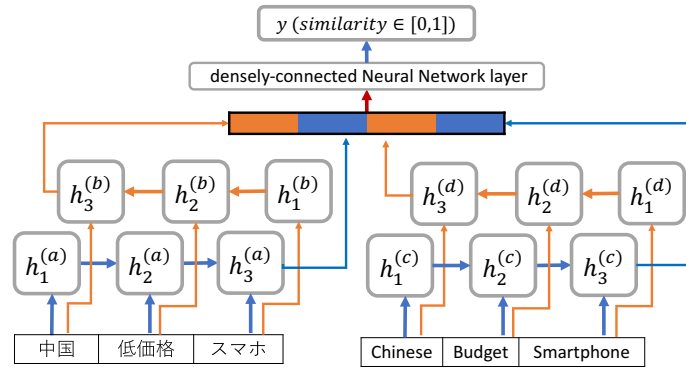 y (similarity ∈ [0,1])
densely-connected Neural Network layer
h₃⁽ᵇ⁾ h₂⁽ᵇ⁾ h₁⁽ᵇ⁾ h₃⁽ᵈ⁾ h₂⁽ᵈ⁾ h₁⁽ᵈ⁾
h₁⁽ᵃ⁾ h₂⁽ᵃ⁾ h₃⁽ᵃ⁾ h₁⁽ᶜ⁾ h₂⁽ᶜ⁾ h₃⁽ᶜ⁾
中国 低価格 スマホ Chinese Budget Smartphone